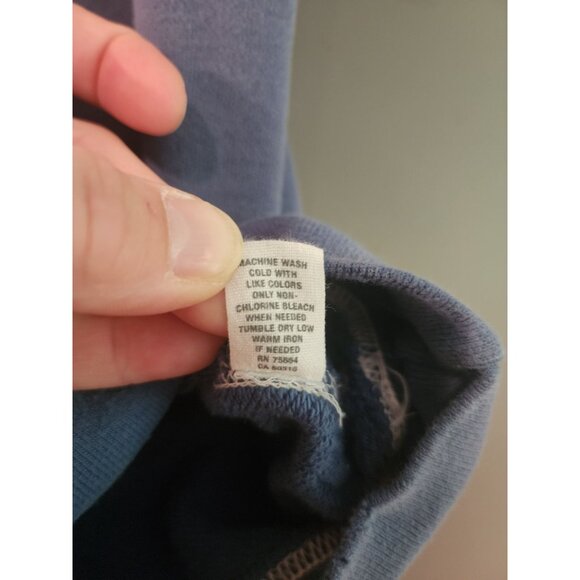 MACHINE WASH
COLD WITH
LIKE COLORS
ONLY NON-
CHLORINE BLEACH
WHEN NEEDED
TUMBLE DRY LOW
WARM IRON
IF NEEDED
RN
CA